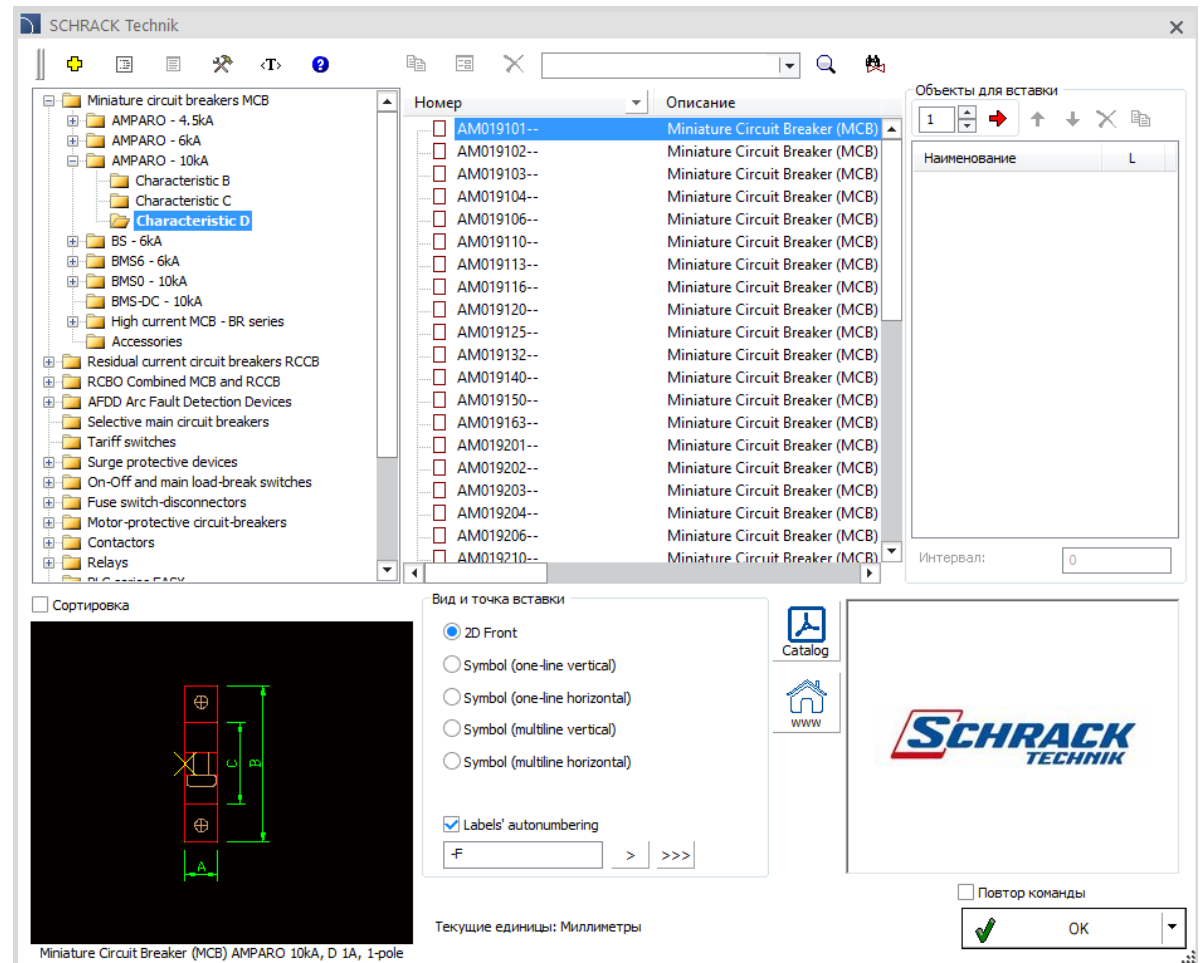 SCHRACK Technik
<T>
Miniature circuit breakers MCB
AMPARO - 4.5kA
AMPARO - 6kA
AMPARO - 10kA
Characteristic B
Characteristic C
Characteristic D
BS - 6kA
BMS6 - 6kA
BMS0 - 10kA
BMS-DC - 10kA
High current MCB - BR series
Accessories
Residual current circuit breakers RCCB
RCBO Combined MCB and RCCB
AFDD Arc Fault Detection Devices
Selective main circuit breakers
Tariff switches
Surge protective devices
On-Off and main load-break switches
Fuse switch-disconnectors
Motor-protective circuit-breakers
Contactors
Relays
PLC series EASY
Номер Описание
AM019101-- Miniature Circuit Breaker (MCB)
AM019102-- Miniature Circuit Breaker (MCB)
AM019103-- Miniature Circuit Breaker (MCB)
AM019104-- Miniature Circuit Breaker (MCB)
AM019106-- Miniature Circuit Breaker (MCB)
AM019110-- Miniature Circuit Breaker (MCB)
AM019113-- Miniature Circuit Breaker (MCB)
AM019116-- Miniature Circuit Breaker (MCB)
AM019120-- Miniature Circuit Breaker (MCB)
AM019125-- Miniature Circuit Breaker (MCB)
AM019132-- Miniature Circuit Breaker (MCB)
AM019140-- Miniature Circuit Breaker (MCB)
AM019150-- Miniature Circuit Breaker (MCB)
AM019163-- Miniature Circuit Breaker (MCB)
AM019201-- Miniature Circuit Breaker (MCB)
AM019202-- Miniature Circuit Breaker (MCB)
AM019203-- Miniature Circuit Breaker (MCB)
AM019204-- Miniature Circuit Breaker (MCB)
AM019206-- Miniature Circuit Breaker (MCB)
AM019210-- Miniature Circuit Breaker (MCB)
Объекты для вставки
1
Наименование L
Интервал: 0
Сортировка
C
B
A
Miniature Circuit Breaker (MCB) AMPARO 10kA, D 1A, 1-pole
Вид и точка вставки
2D Front
Symbol (one-line vertical)
Symbol (one-line horizontal)
Symbol (multiline vertical)
Symbol (multiline horizontal)
Labels' autonumbering
-F > >>>
Текущие единицы: Миллиметры
Catalog
www
SCHRACK
TECHNIK
Повтор команды
OK